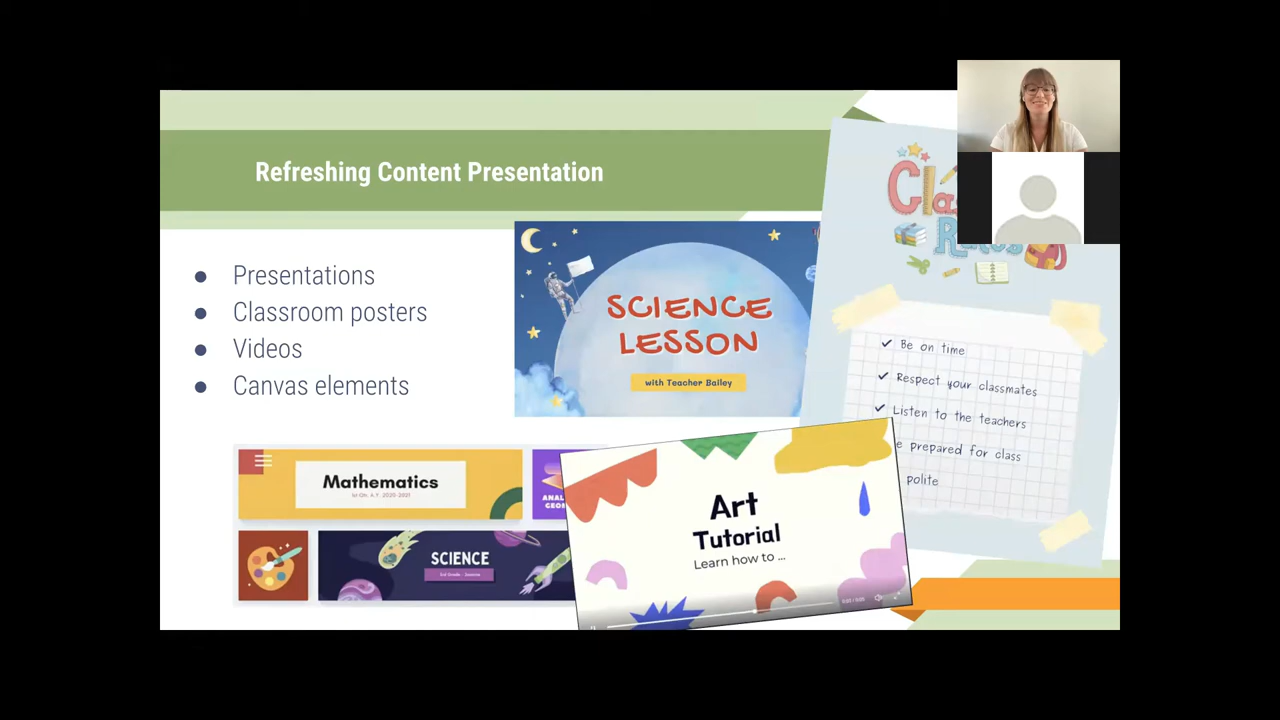 Refreshing Content Presentation
● Presentations
● Classroom posters
● Videos
● Canvas elements
SCIENCE
LESSON
with Teacher Bailey
✔ Be on time
✔ Respect your classmates
✔ Listen to the teachers
prepared for class
polite
Mathematics
SCIENCE
Art
Tutorial
Learn how to ...